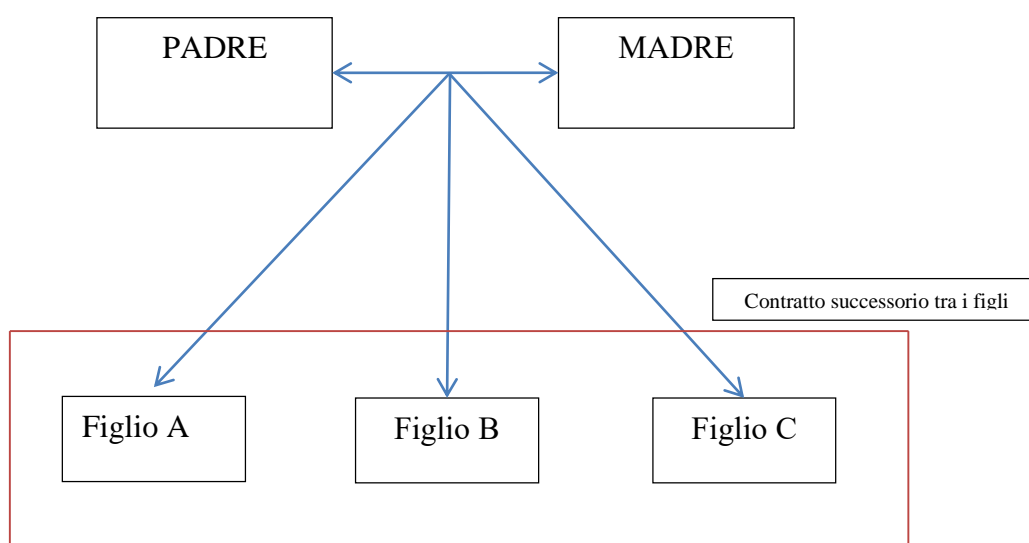 PADRE
MADRE
Contratto successorio tra i figli
Figlio A
Figlio B
Figlio C